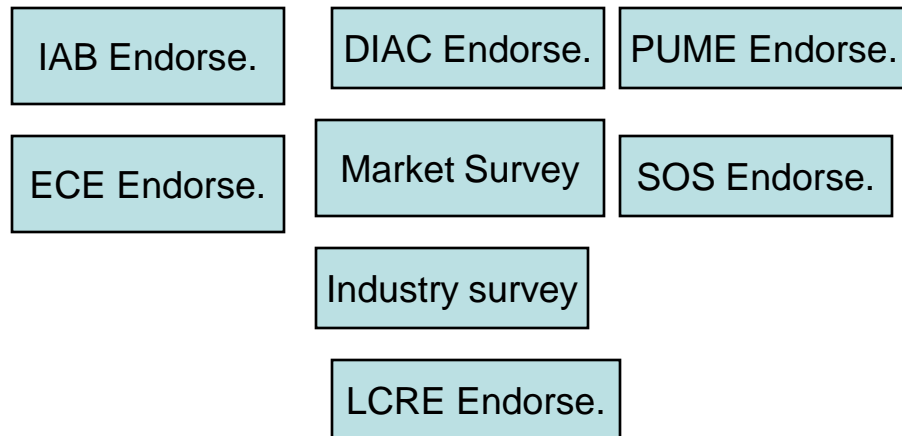 IAB Endorse.
DIAC Endorse.
PUME Endorse.
ECE Endorse.
Market Survey
SOS Endorse.
Industry survey
LCRE Endorse.